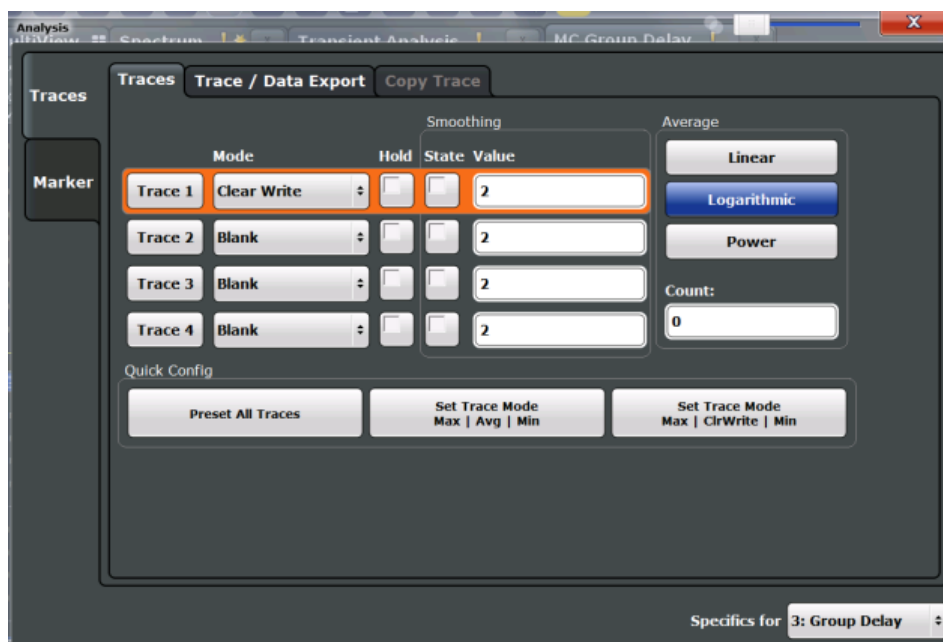 Analysis
MultiView Spectrum ! Transient Analysis ! MC Group Delay
X
Traces
Marker
Traces Trace / Data Export Copy Trace
Smoothing
Average
Mode Hold State Value
Trace 1 Clear Write 2
Trace 2 Blank 2
Trace 3 Blank 2
Trace 4 Blank 2
Linear
Logarithmic
Power
Count:
0
Quick Config
Preset All Traces
Set Trace Mode
Max | Avg | Min
Set Trace Mode
Max | ClrWrite | Min
Specifics for 3: Group Delay